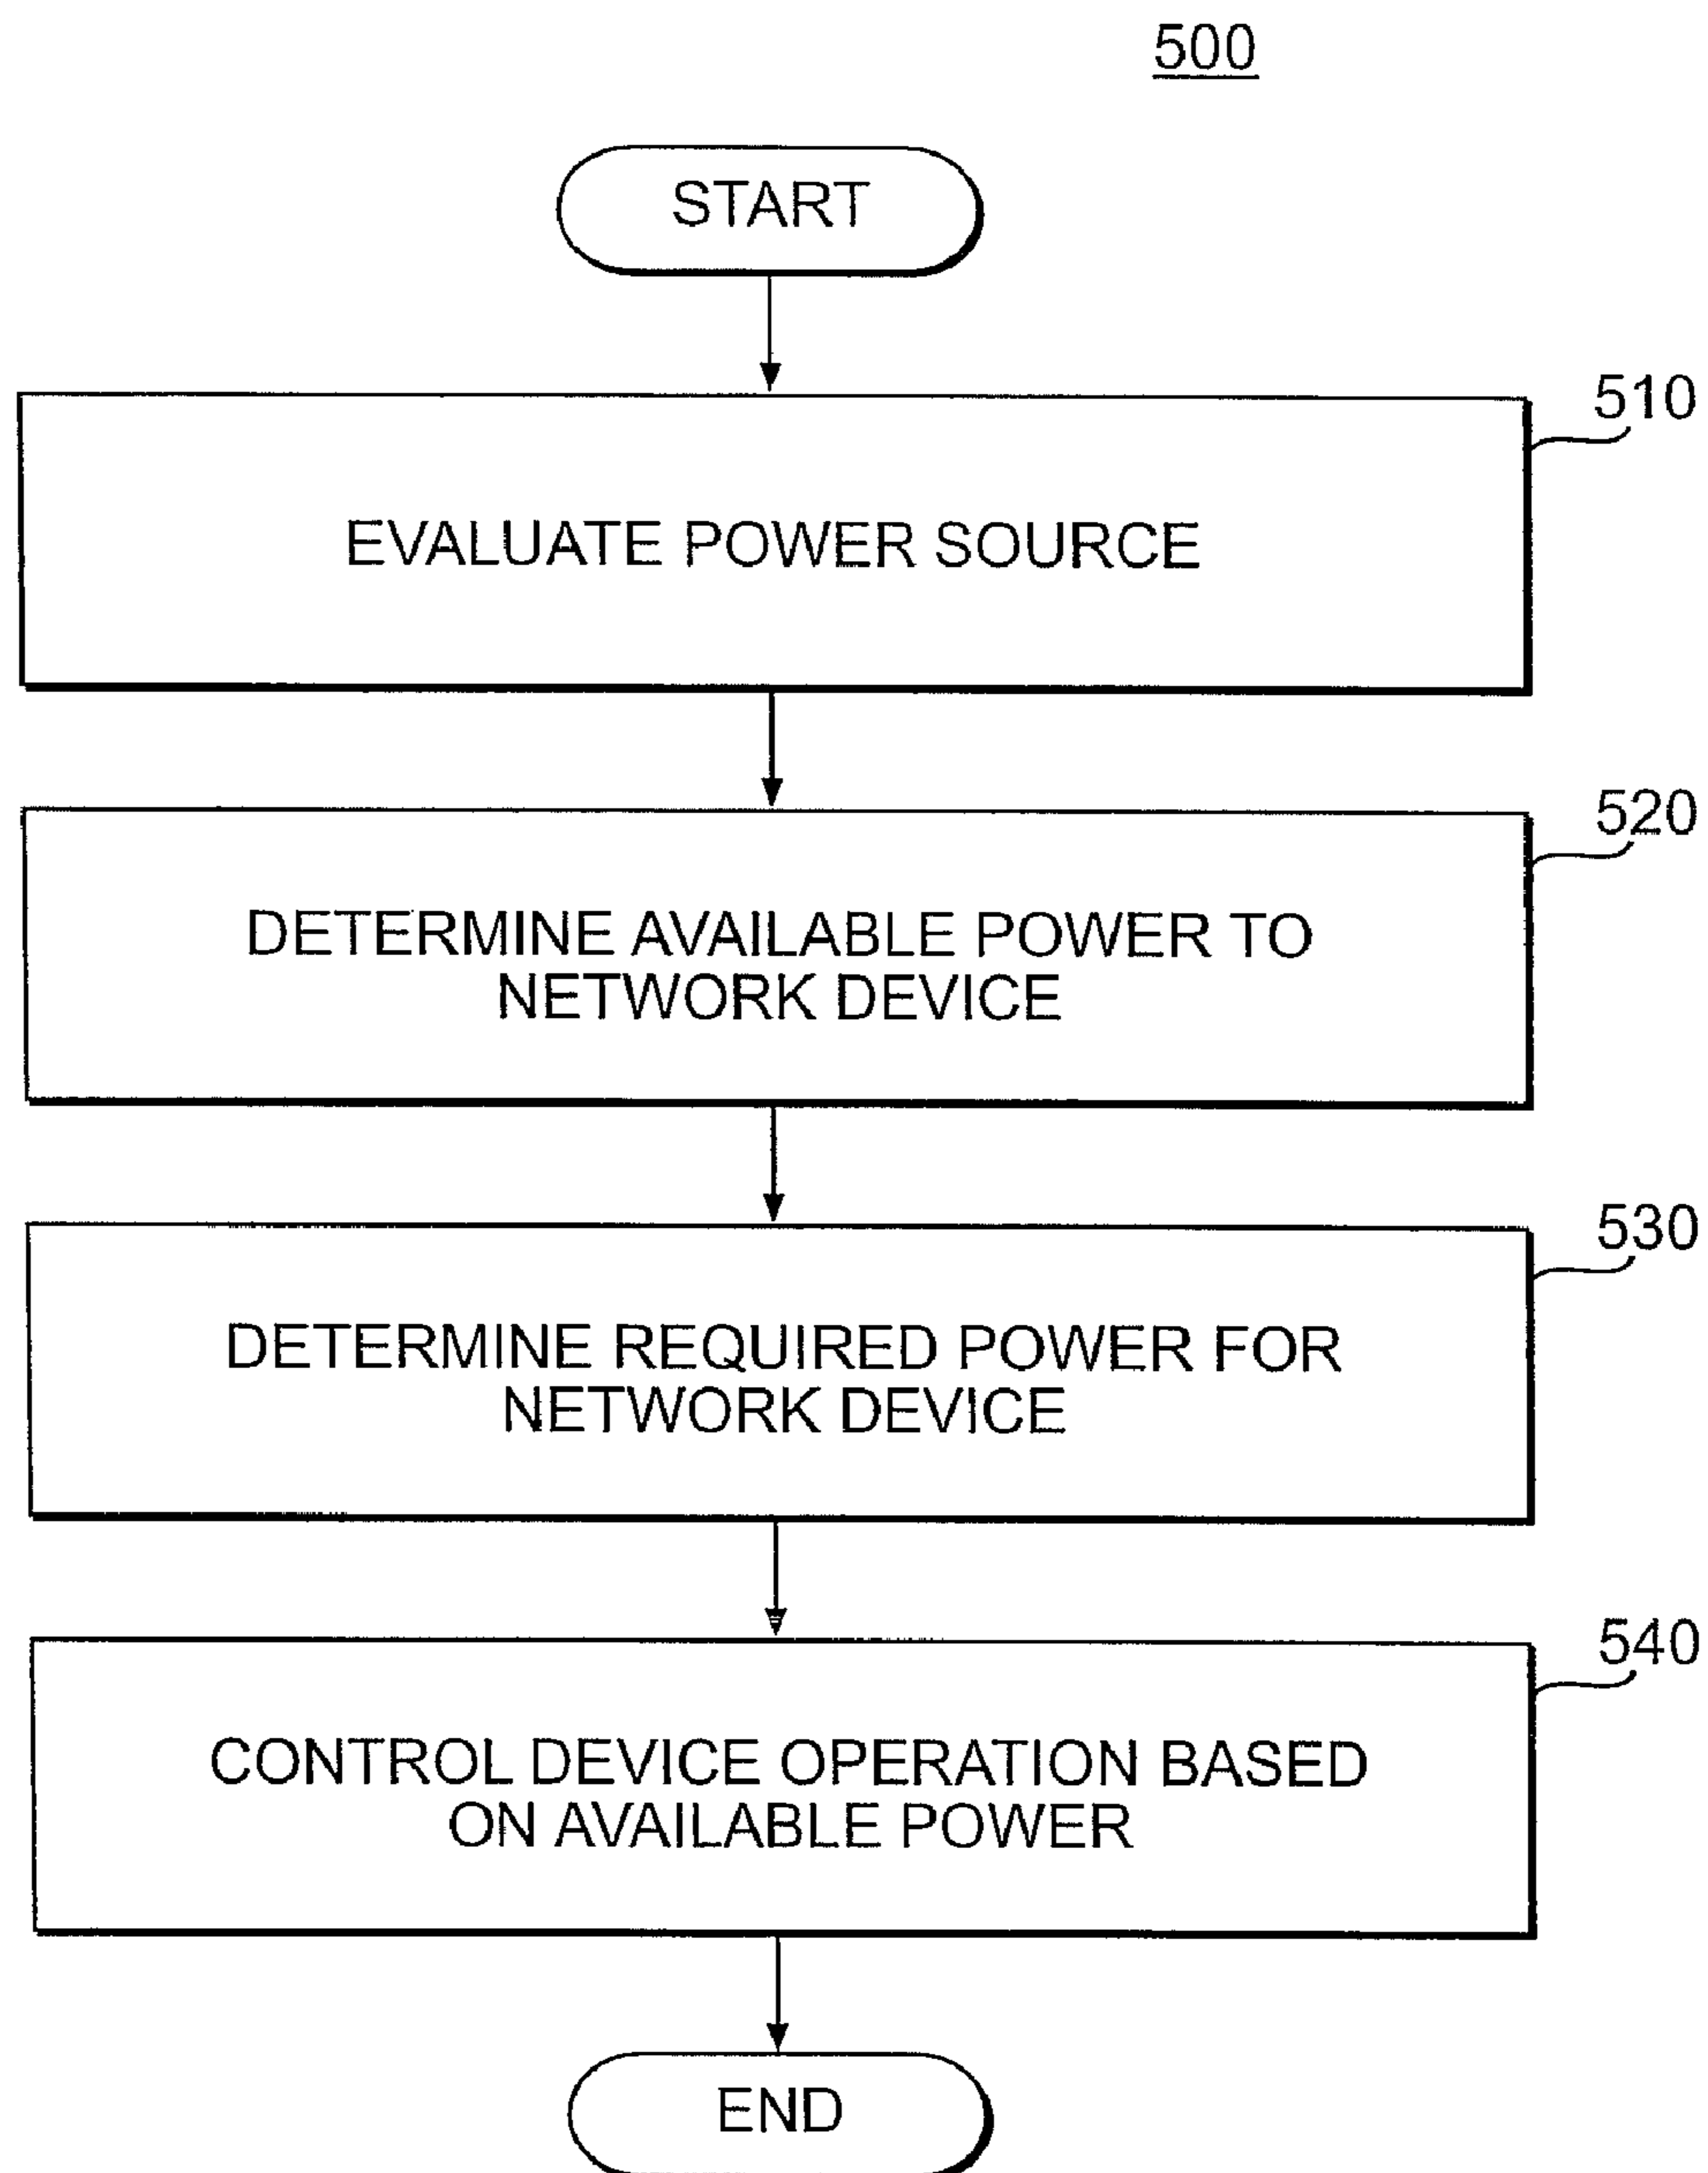 500
START
510
EVALUATE POWER SOURCE
520
DETERMINE AVAILABLE POWER TO
NETWORK DEVICE
530
DETERMINE REQUIRED POWER FOR
NETWORK DEVICE
540
CONTROL DEVICE OPERATION BASED
ON AVAILABLE POWER
END